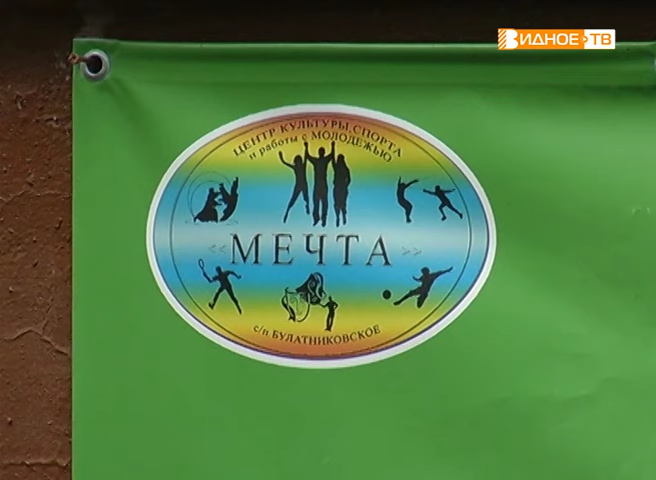 ВИДНОЕ ТВ
ЦЕНТР КУЛЬТУРЫ, СПОРТА
и работы с МОЛОДЕЖЬЮ
«МЕЧТА»
с/п БУЛАТНИКОВСКОЕ